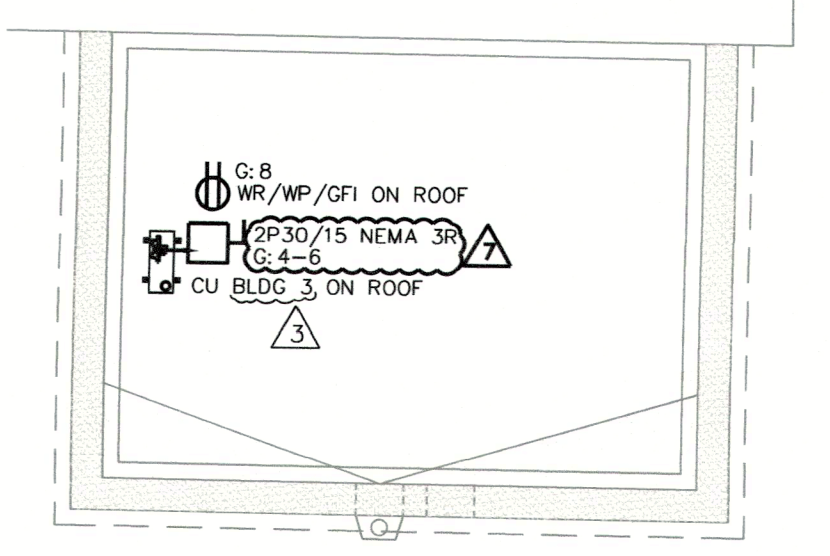 G: 8
WR/WP/GFI ON ROOF
2P30/15 NEMA 3R
G: 4-6
7
CU BLDG 3 ON ROOF
3